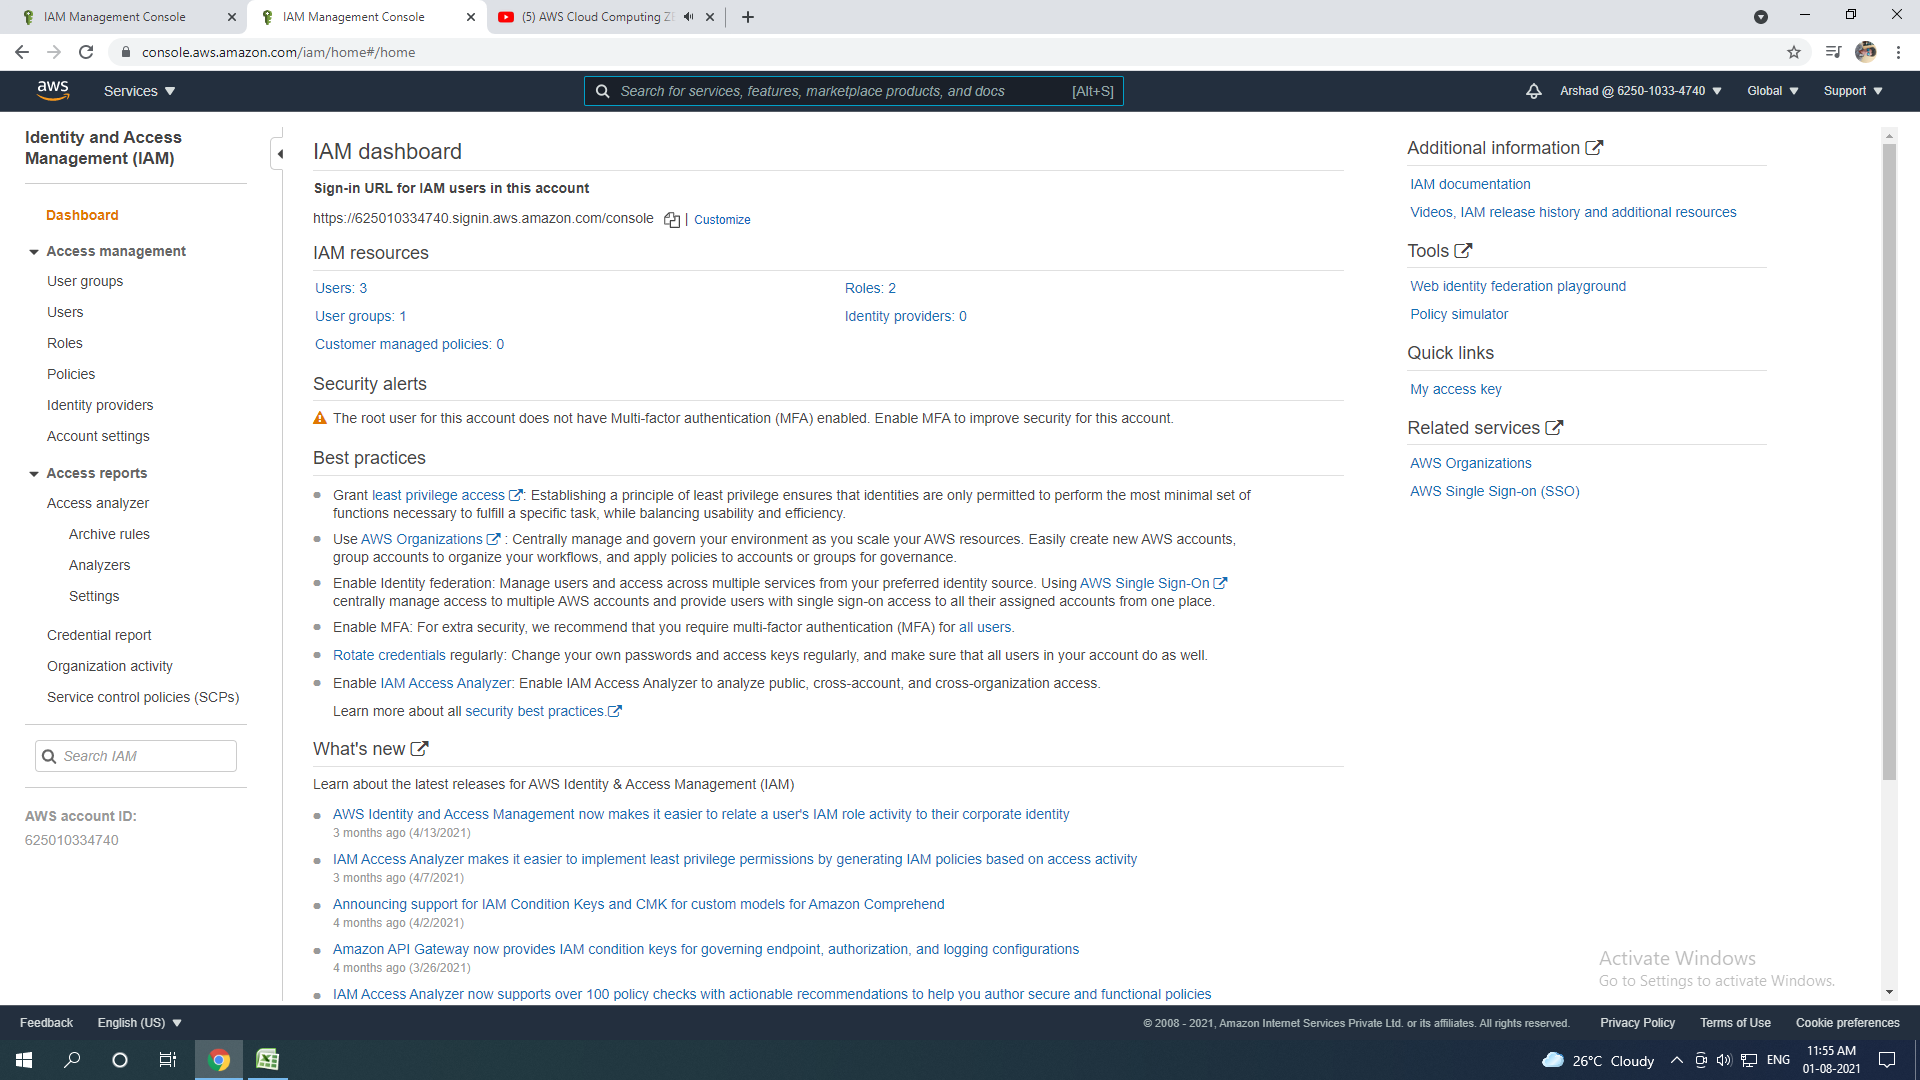 IAM Management Console
IAM Management Console
(5) AWS Cloud Computing ZE
console.aws.amazon.com/iam/home#/home
aws
Services
Search for services, features, marketplace products, and docs
[Alt+S]
Arshad @ 6250-1033-4740
Global
Support
Identity and Access
Management (IAM)
Dashboard
Access management
User groups
Users
Roles
Policies
Identity providers
Account settings
Access reports
Access analyzer
Archive rules
Analyzers
Settings
Credential report
Organization activity
Service control policies (SCPs)
Search IAM
AWS account ID:
625010334740
IAM dashboard
Sign-in URL for IAM users in this account
https://625010334740.signin.aws.amazon.com/console | Customize
IAM resources
Users: 3
Roles: 2
User groups: 1
Identity providers: 0
Customer managed policies: 0
Security alerts
The root user for this account does not have Multi-factor authentication (MFA) enabled. Enable MFA to improve security for this account.
Best practices
Grant least privilege access : Establishing a principle of least privilege ensures that identities are only permitted to perform the most minimal set of
functions necessary to fulfill a specific task, while balancing usability and efficiency.
Use AWS Organizations : Centrally manage and govern your environment as you scale your AWS resources. Easily create new AWS accounts,
group accounts to organize your workflows, and apply policies to accounts or groups for governance.
Enable Identity federation: Manage users and access across multiple services from your preferred identity source. Using AWS Single Sign-On
centrally manage access to multiple AWS accounts and provide users with single sign-on access to all their assigned accounts from one place.
Enable MFA: For extra security, we recommend that you require multi-factor authentication (MFA) for all users.
Rotate credentials regularly: Change your own passwords and access keys regularly, and make sure that all users in your account do as well.
Enable IAM Access Analyzer: Enable IAM Access Analyzer to analyze public, cross-account, and cross-organization access.
Learn more about all security best practices.
What's new
Learn about the latest releases for AWS Identity & Access Management (IAM)
AWS Identity and Access Management now makes it easier to relate a user's IAM role activity to their corporate identity
3 months ago (4/13/2021)
IAM Access Analyzer makes it easier to implement least privilege permissions by generating IAM policies based on access activity
3 months ago (4/7/2021)
Announcing support for IAM Condition Keys and CMK for custom models for Amazon Comprehend
4 months ago (4/2/2021)
Amazon API Gateway now provides IAM condition keys for governing endpoint, authorization, and logging configurations
4 months ago (3/26/2021)
IAM Access Analyzer now supports over 100 policy checks with actionable recommendations to help you author secure and functional policies
Additional information
IAM documentation
Videos, IAM release history and additional resources
Tools
Web identity federation playground
Policy simulator
Quick links
My access key
Related services
AWS Organizations
AWS Single Sign-on (SSO)
Activate Windows
Go to Settings to activate Windows.
Feedback
English (US)
© 2008 - 2021, Amazon Internet Services Private Ltd. or its affiliates. All rights reserved.
Privacy Policy
Terms of Use
Cookie preferences
26°C Cloudy
ENG
11:55 AM
01-08-2021